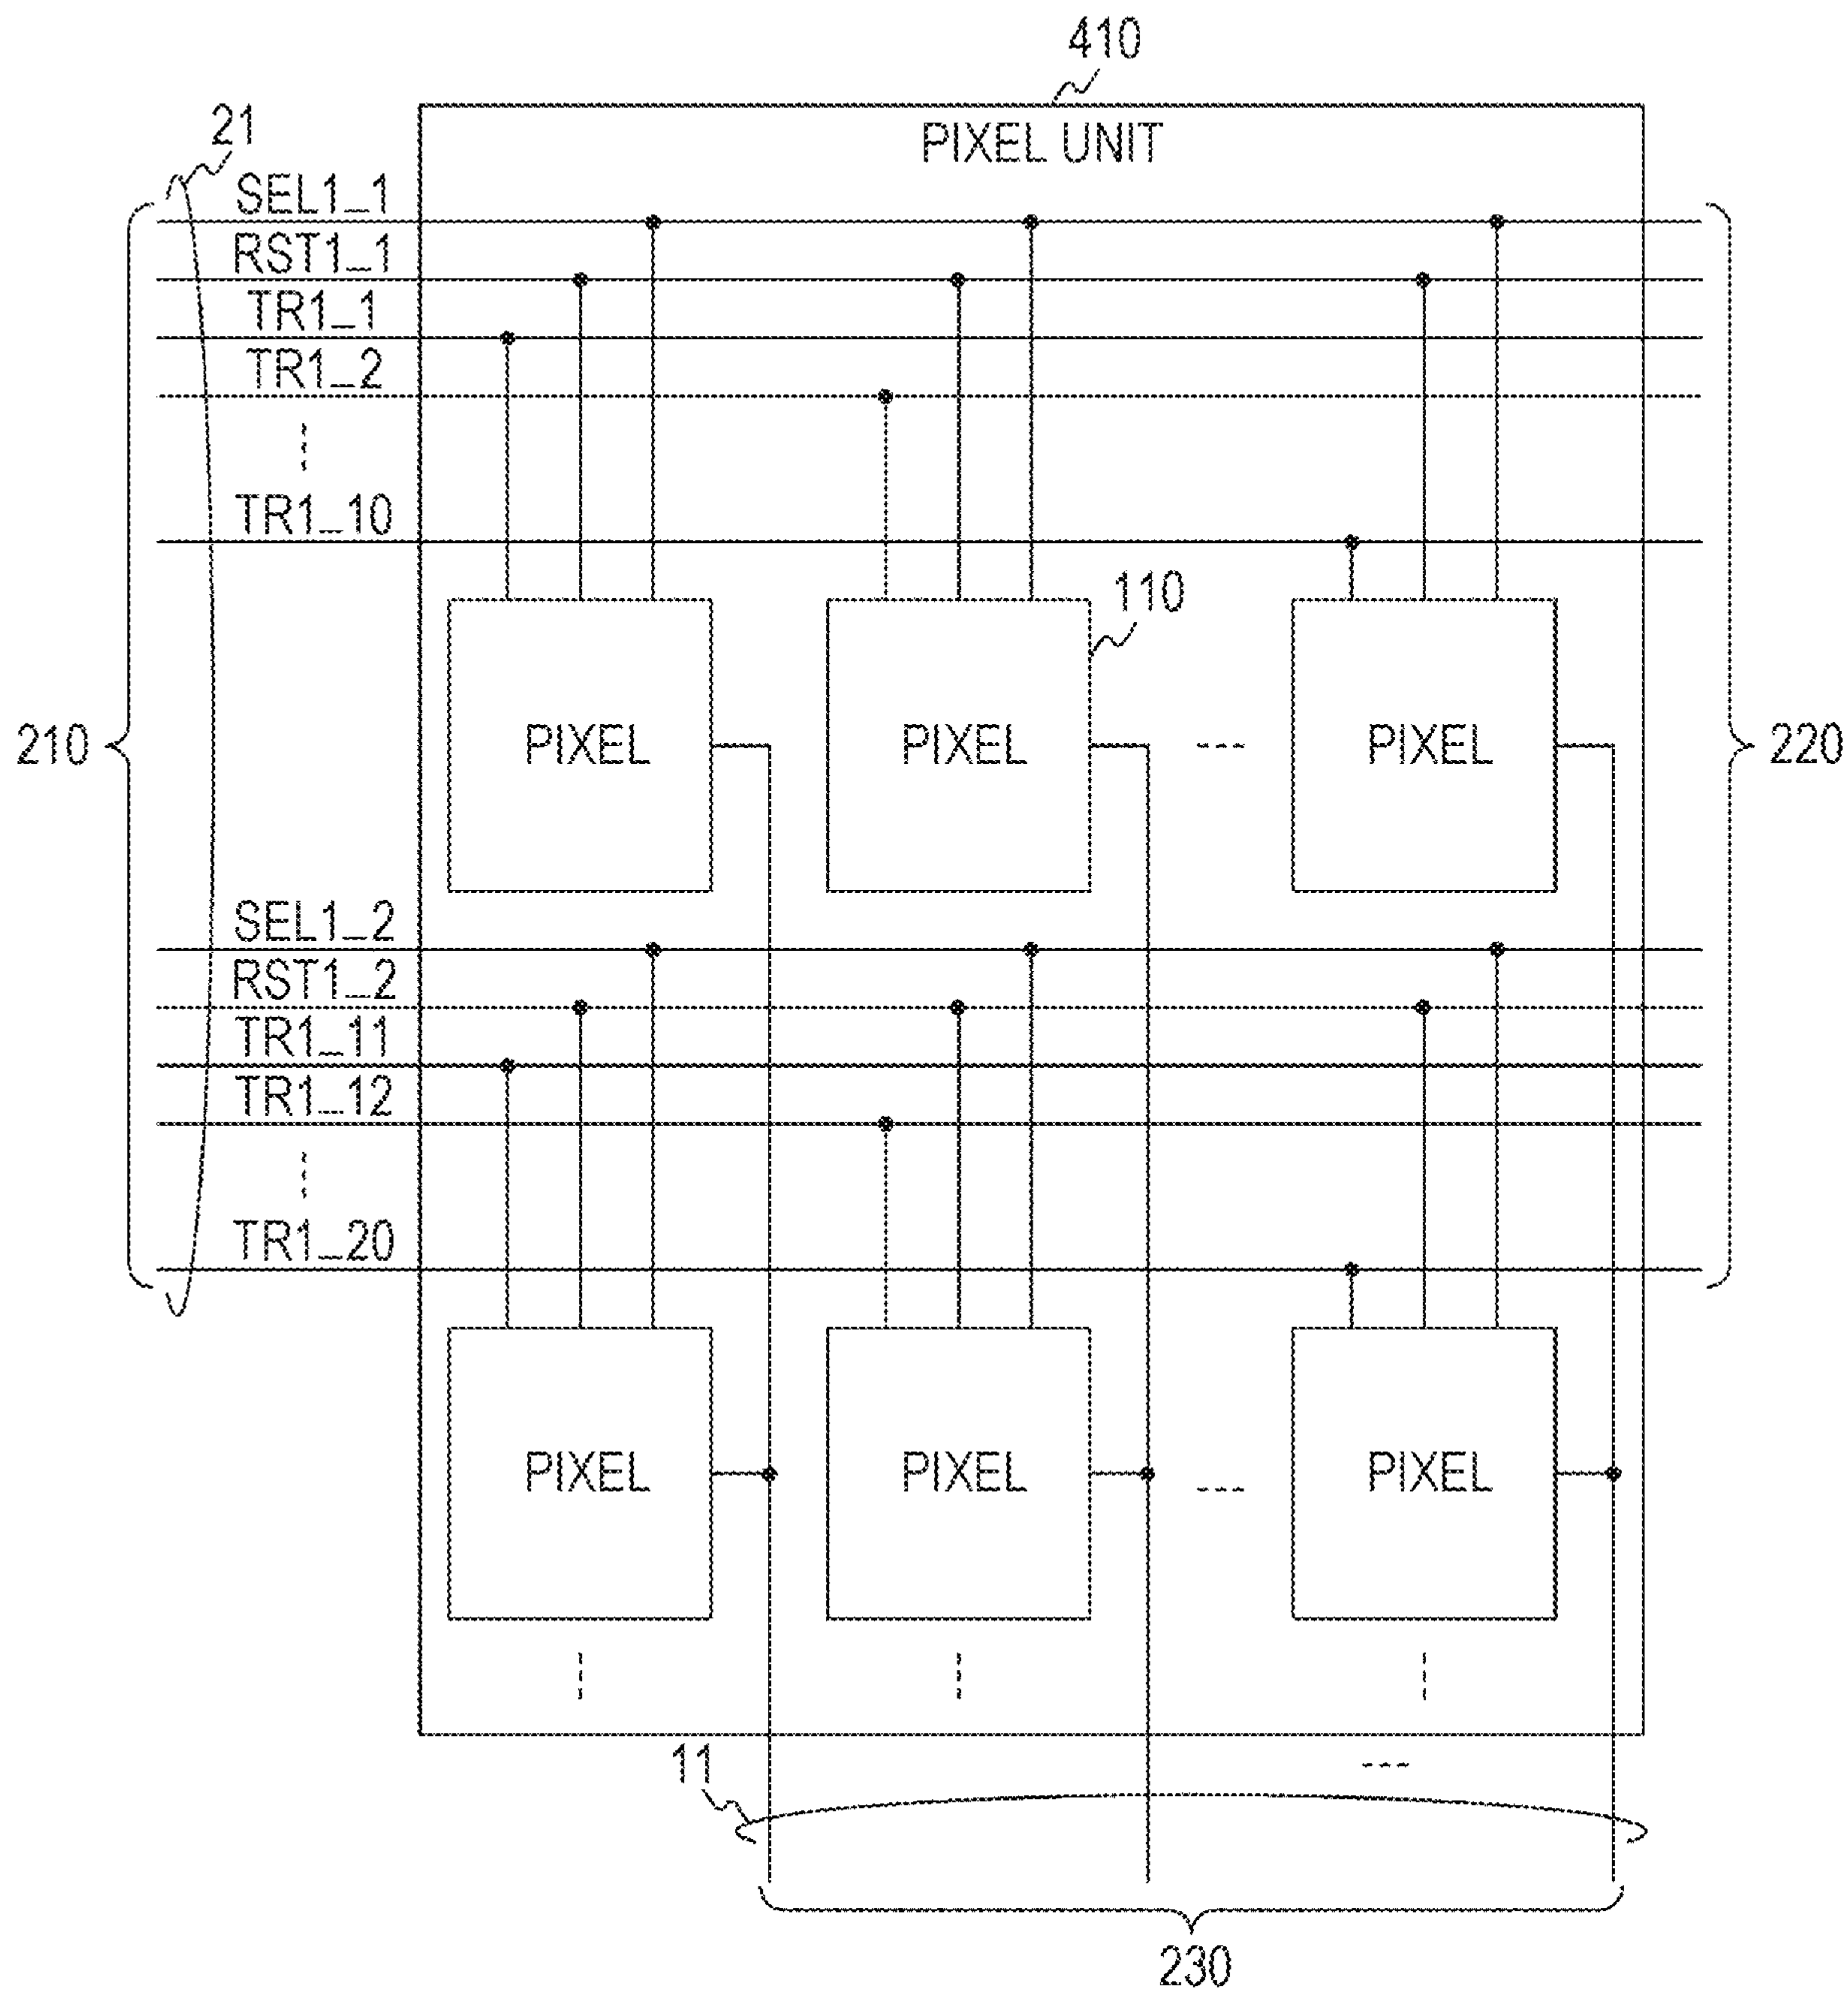 410
21
PIXEL UNIT
SEL1_1
RST1_1
TR1_1
TR1_2
TR1_10
110
210
PIXEL
PIXEL
PIXEL
220
SEL1_2
RST1_2
TR1_11
TR1_12
TR1_20
PIXEL
PIXEL
PIXEL
11
230